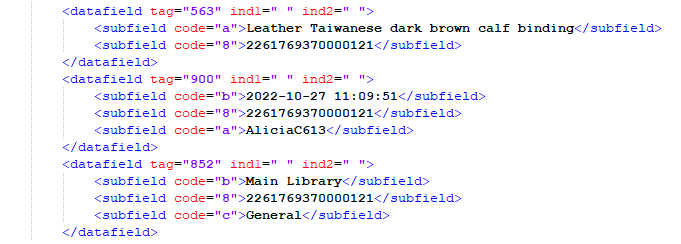 <datafield tag="563" ind1=" " ind2=" ">
<subfield code="a">Leather Taiwanese dark brown calf binding</subfield>
<subfield code="8">2261769370000121</subfield>
</datafield>
<datafield tag="900" ind1=" " ind2=" ">
<subfield code="b">2022-10-27 11:09:51</subfield>
<subfield code="8">2261769370000121</subfield>
<subfield code="a">AliciaC613</subfield>
</datafield>
<datafield tag="852" ind1=" " ind2=" ">
<subfield code="b">Main Library</subfield>
<subfield code="8">2261769370000121</subfield>
<subfield code="c">General</subfield>
</datafield>